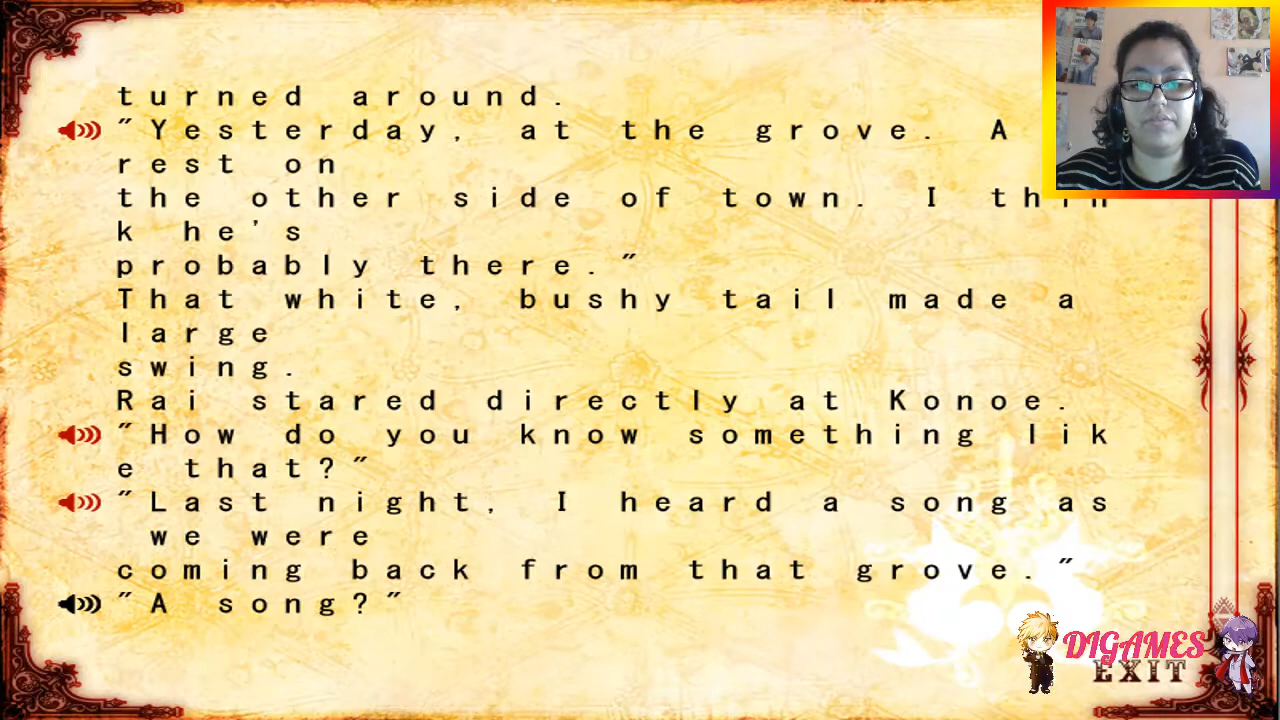 turned around.
"Yesterday, at the grove. A
rest on
the other side of town. I thin
k he's
probably there."
That white, bushy tail made a
large
swing.
Rai stared directly at Konoe.
"How do you know something lik
e that?"
"Last night, I heard a song as
we were
coming back from that grove."
"A song?"
DIGAMES
EXIT